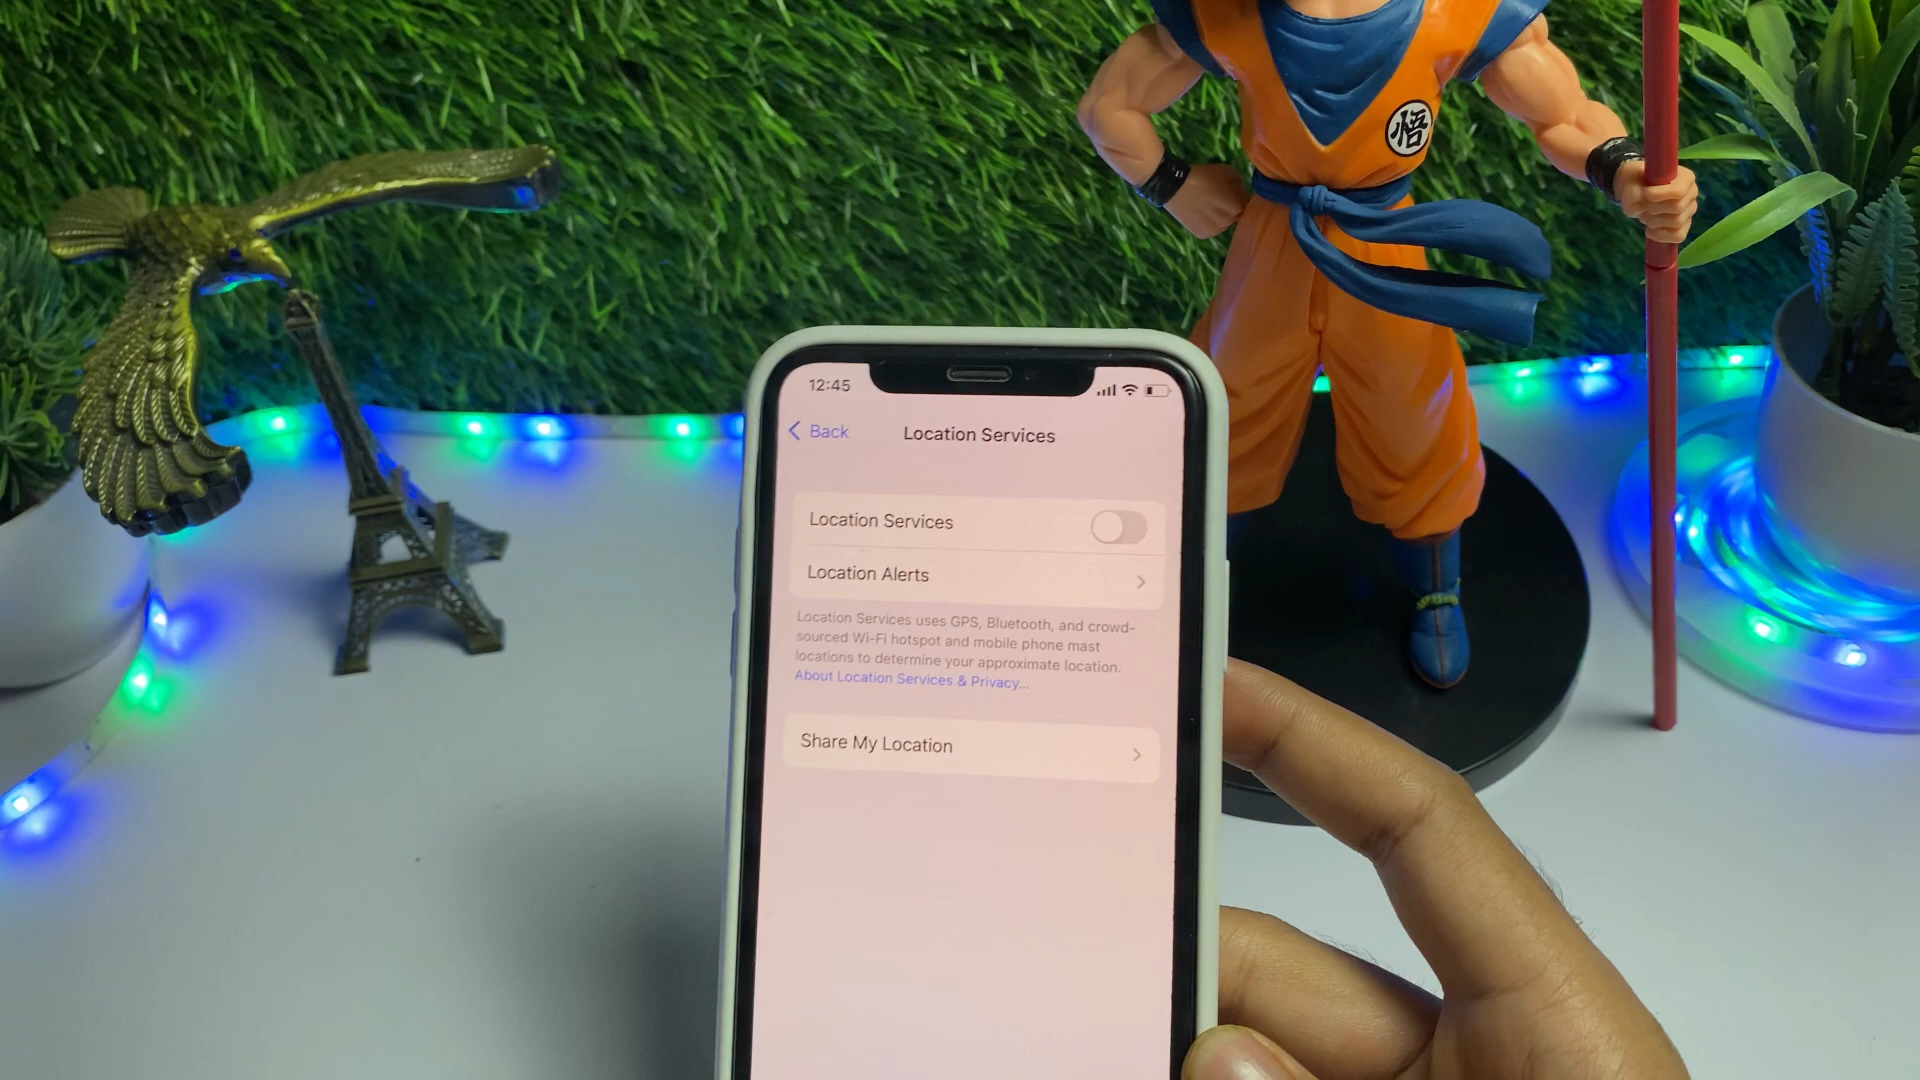 悟
12:45
Back
Location Services
Location Services
Location Alerts
Location Services uses GPS, Bluetooth, and crowd-
sourced Wi-Fi hotspot and mobile phone mast
locations to determine your approximate location.
About Location Services & Privacy...
Share My Location